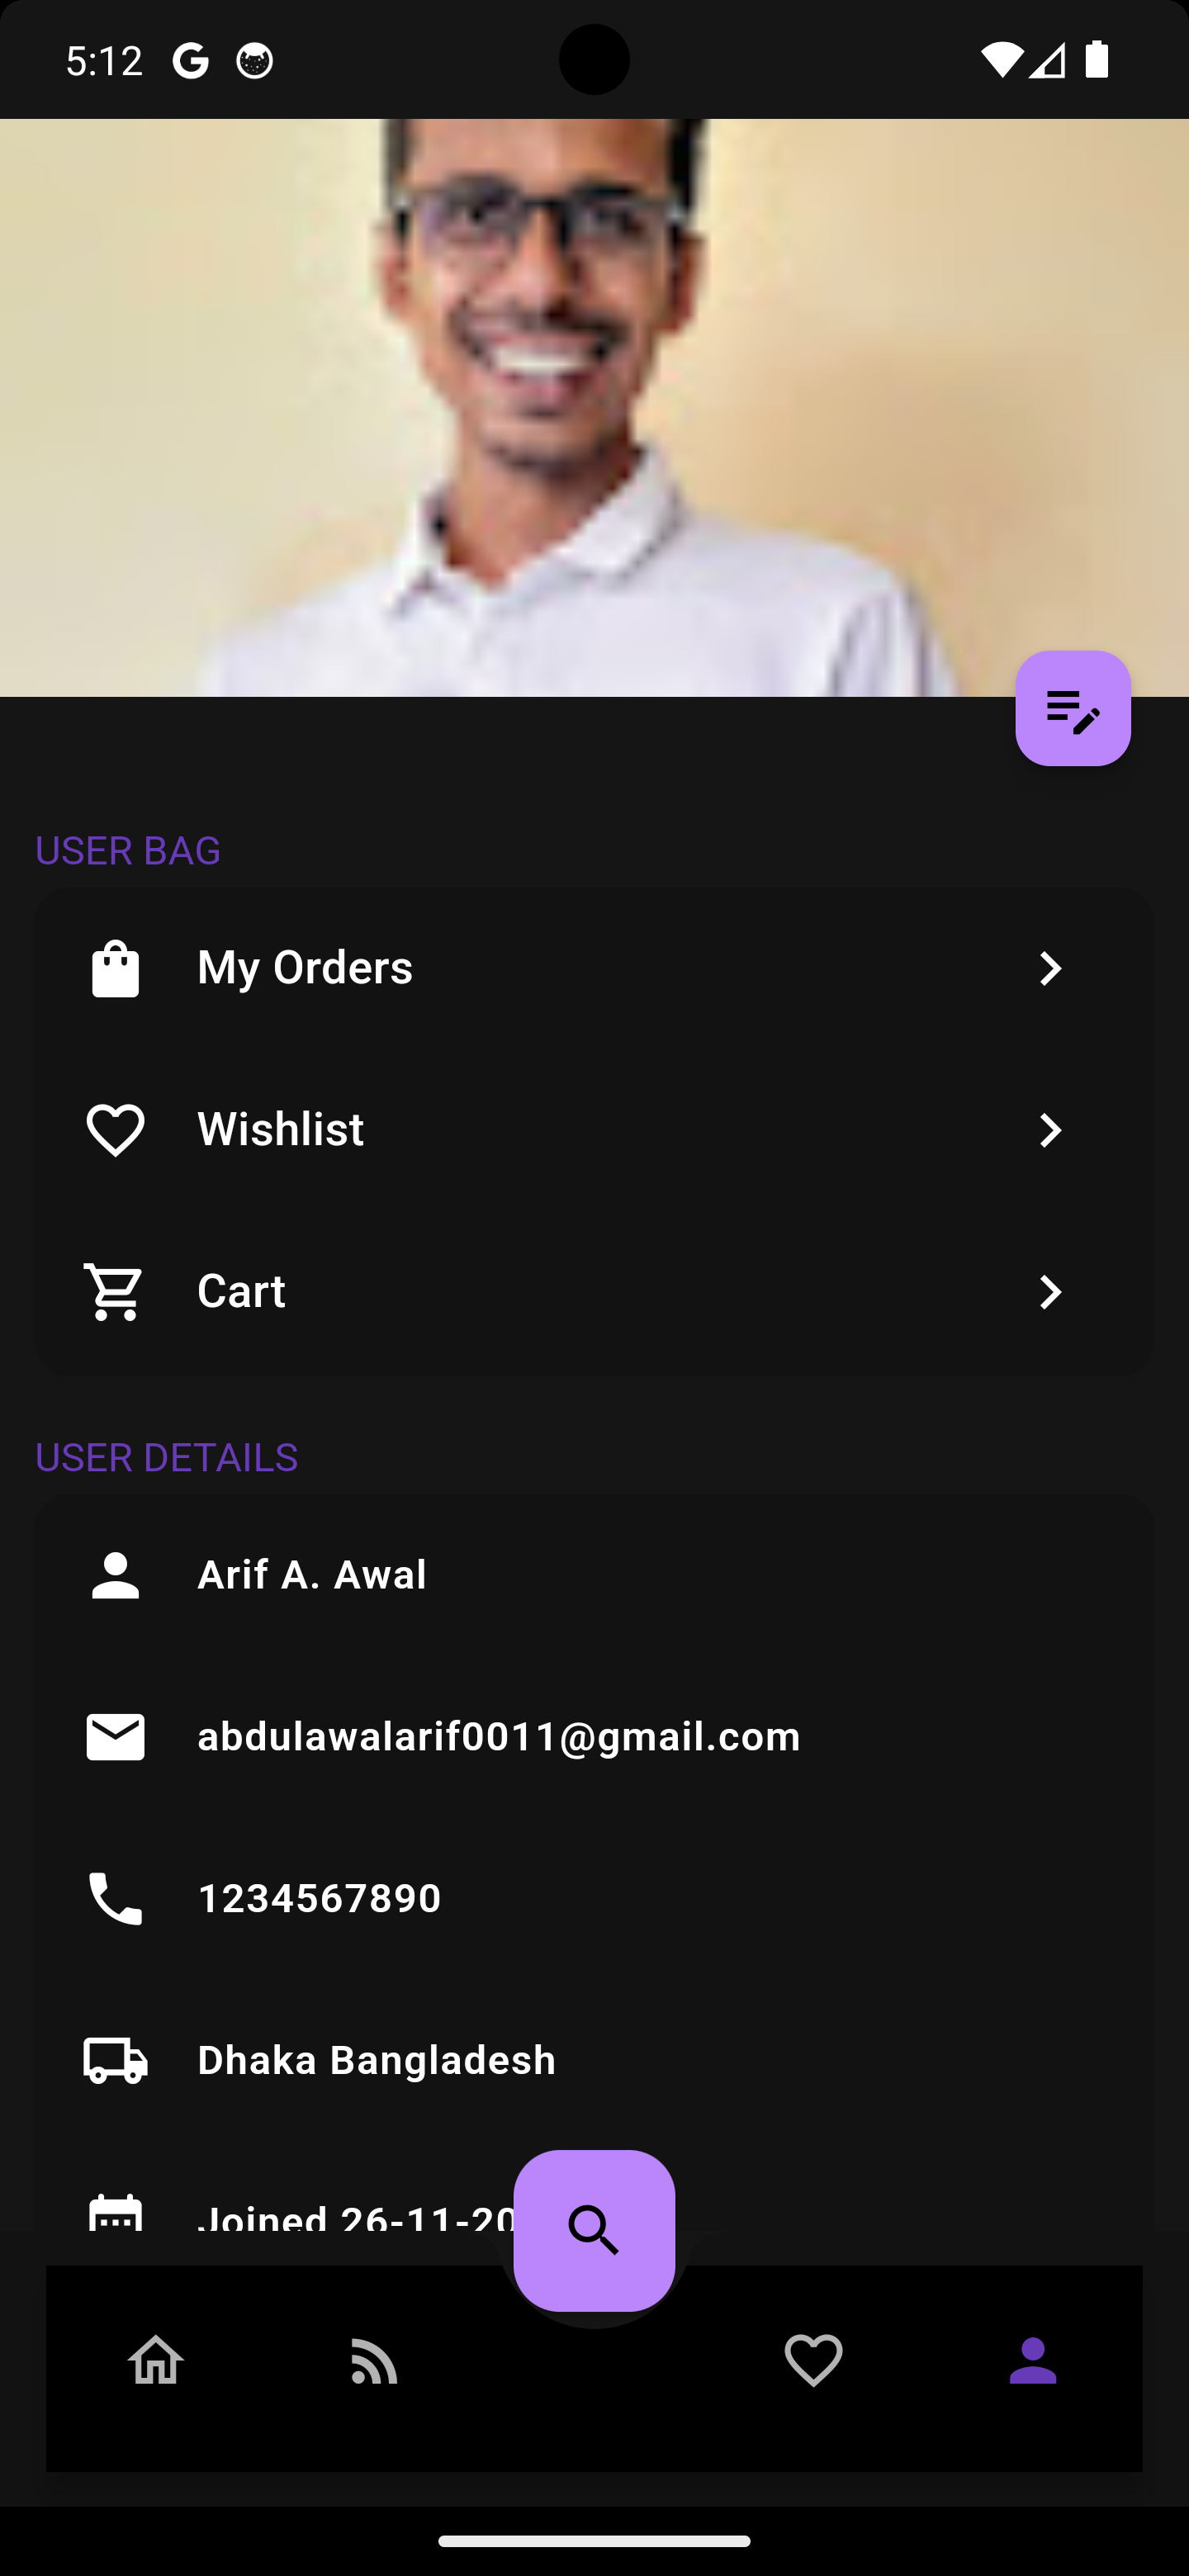 5:12
USER BAG
My Orders
Wishlist
Cart
USER DETAILS
Arif A. Awal
abdulawalarif0011@gmail.com
1234567890
Dhaka Bangladesh
Joined 26-11-20